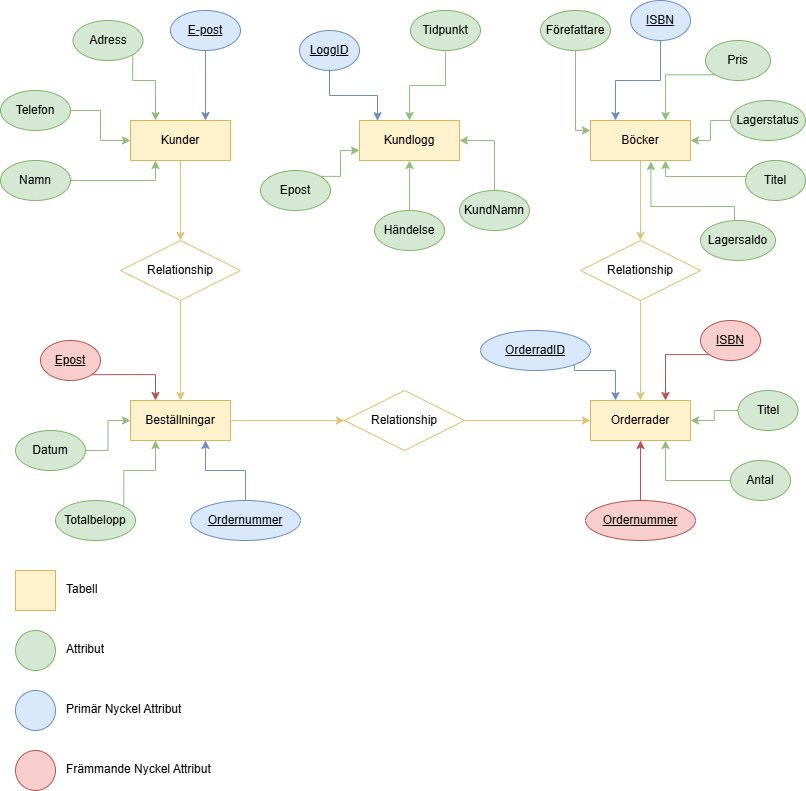 E-post
ISBN
Adress
LoggID
Tidpunkt
Förefattare
Pris
Telefon
Lagerstatus
Kunder
Kundlogg
Böcker
Namn
Epost
Titel
KundNamn
Händelse
Lagersaldo
Relationship
Relationship
Epost
OrderradID
ISBN
Beställningar
Relationship
Orderrader
Titel
Datum
Antal
Totalbelopp
Ordernummer
Ordernummer
Tabell
Attribut
Primär Nyckel Attribut
Främmande Nyckel Attribut